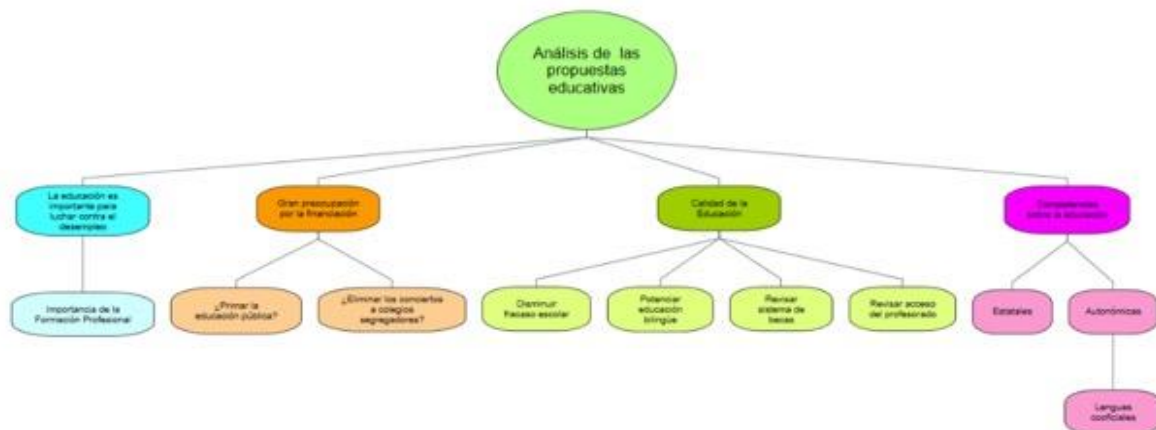 Análisis de las
propuestas
educativas
La educación es
importante para
luchar contra el
desempleo
Gran preocupación
por la financiación
Calidad de la
Educación
Competencias
sobre la educación
Importancia de la
Formación Profesional
¿Primar la
educación pública?
¿Eliminar los conciertos
a colegios
segregadores?
Disminuir
fracaso escolar
Potenciar
educación
bilingüe
Revisar
sistema de
becas
Revisar acceso
del profesorado
Estatales
Autonómicas
Lenguas
cooficiales